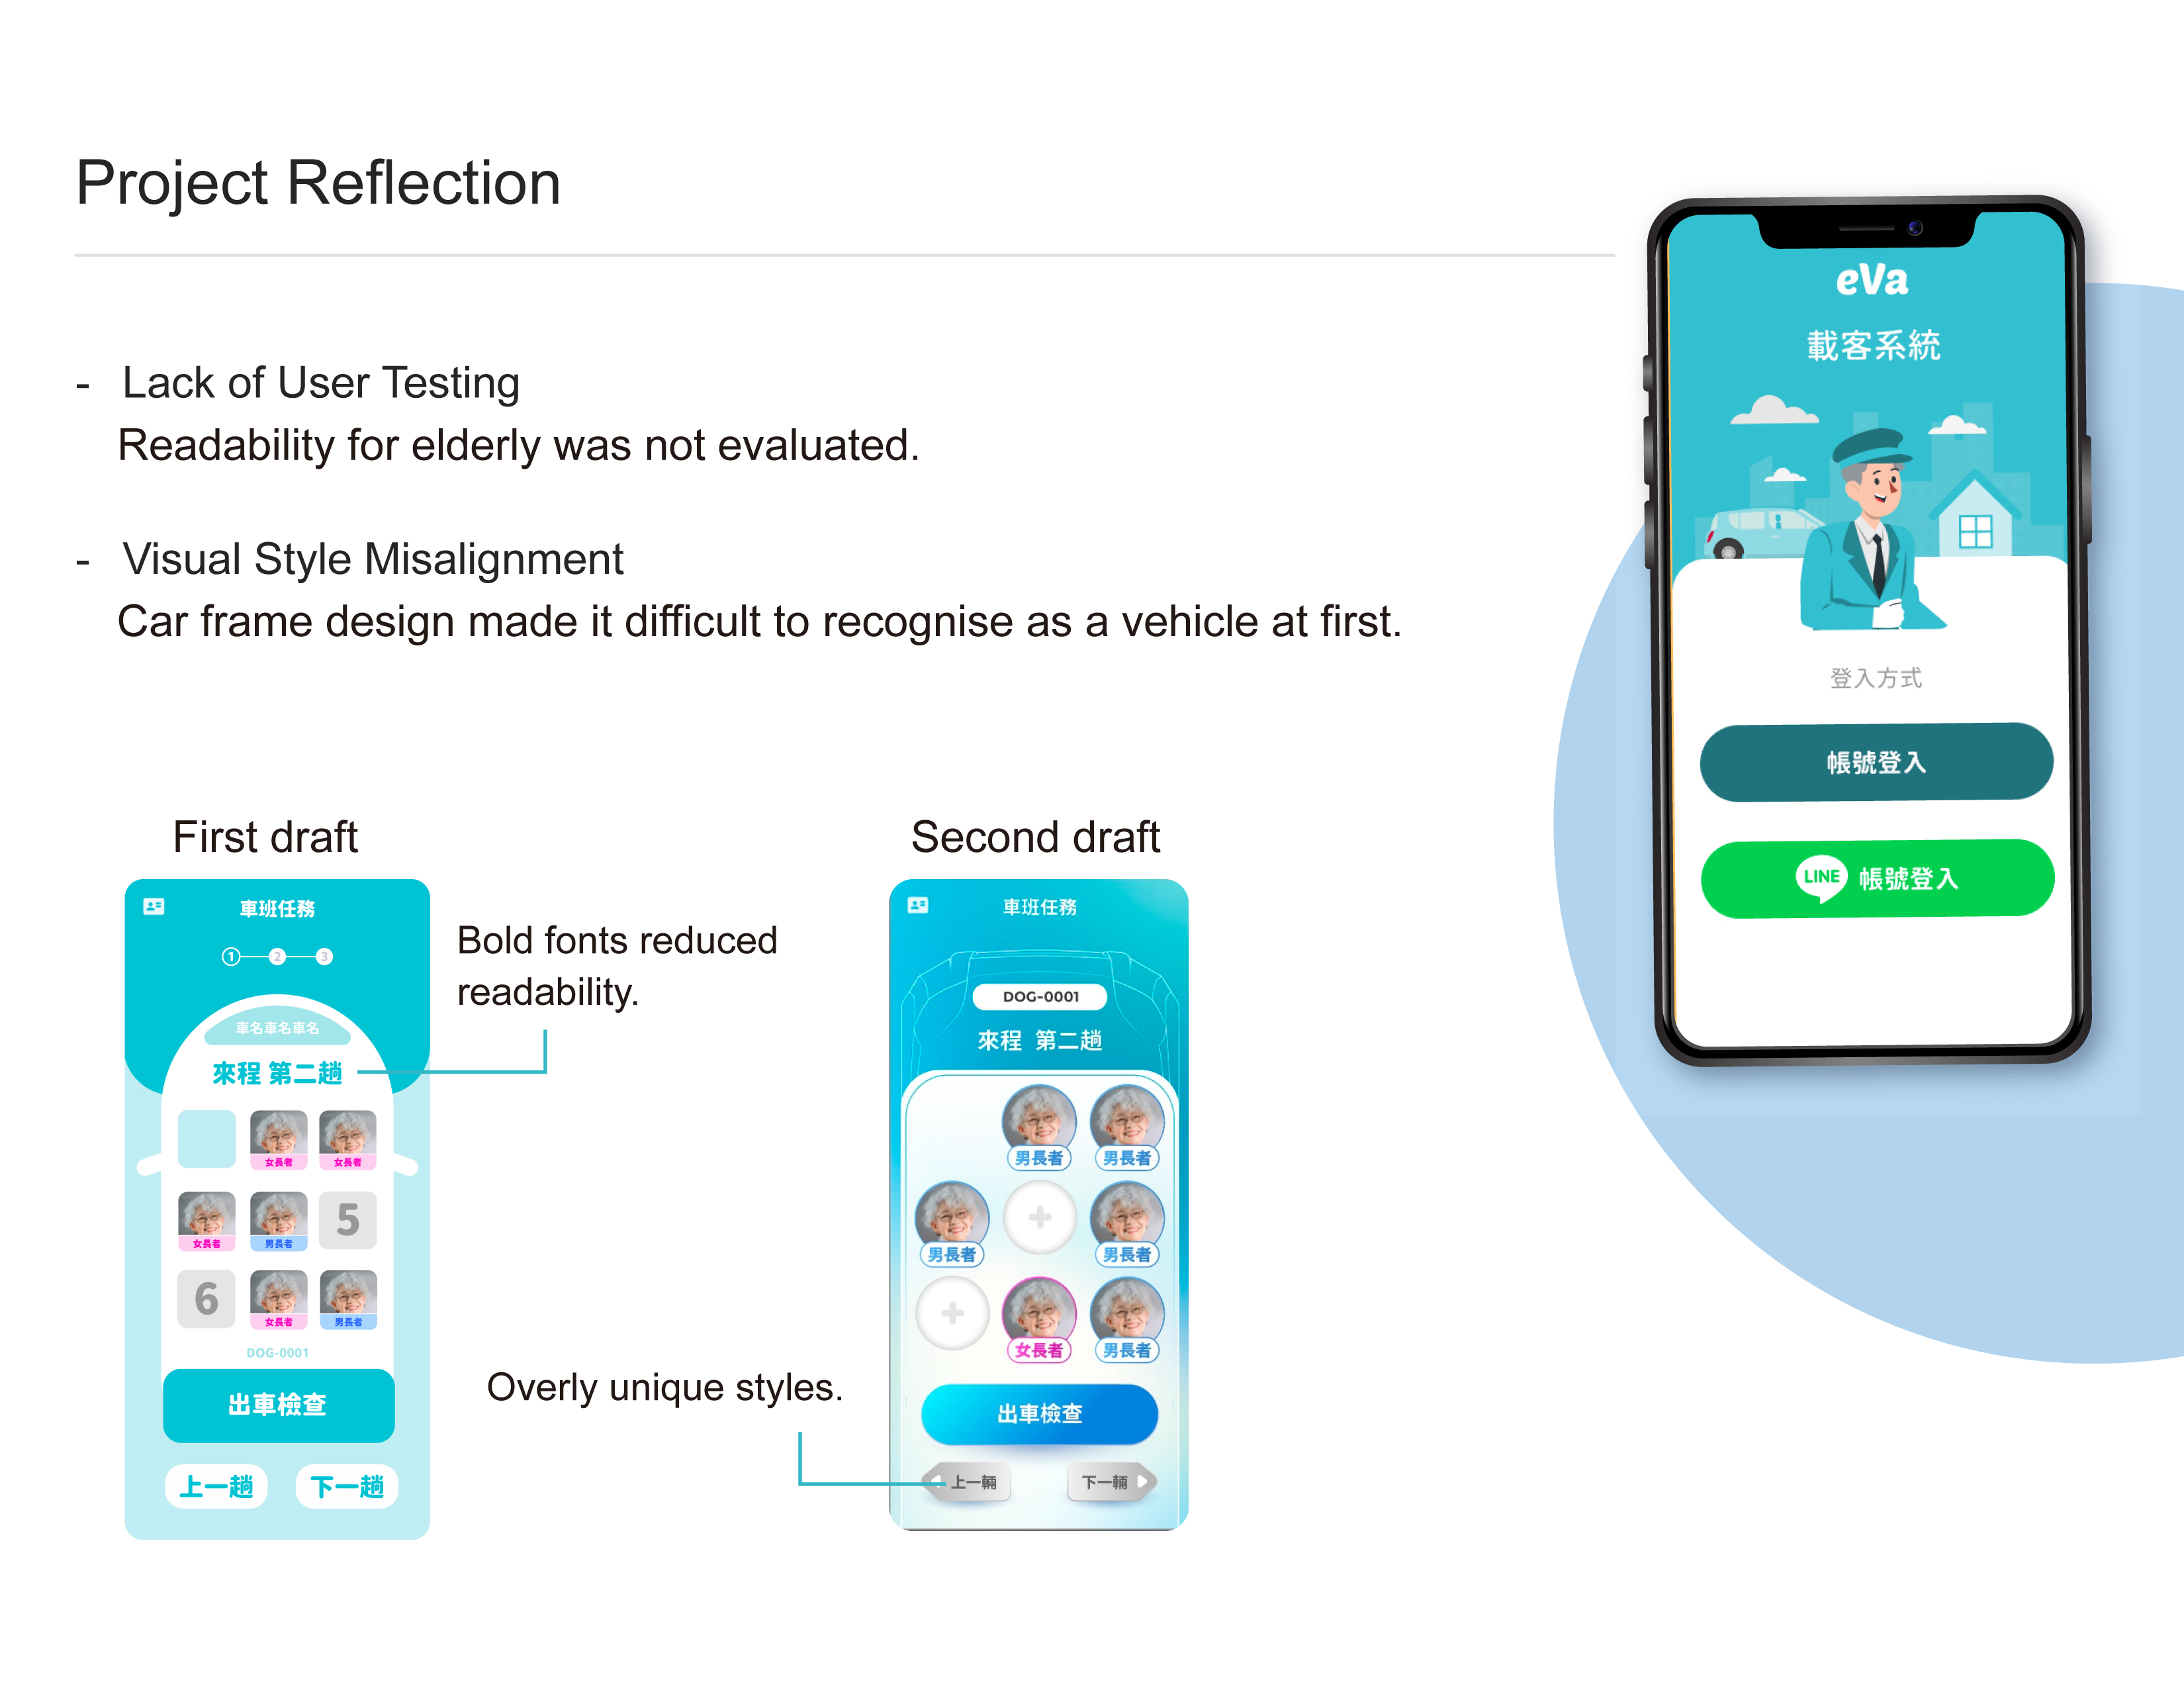 Project Reflection
- Lack of User Testing
Readability for elderly was not evaluated.
- Visual Style Misalignment
Car frame design made it difficult to recognise as a vehicle at first.
First draft
車班任務
1 2 3
車名車名車名
來程 第二趟
女長者 女長者
女長者 男長者 5
6 女長者 男長者
DOG-0001
出車檢查
上一趟 下一趟
Bold fonts reduced
readability.
Overly unique styles.
Second draft
車班任務
DOG-0001
來程 第二趟
男長者 男長者
男長者 男長者
女長者 男長者
出車檢查
上一輛 下一輛
eVa
載客系統
登入方式
帳號登入
LINE 帳號登入